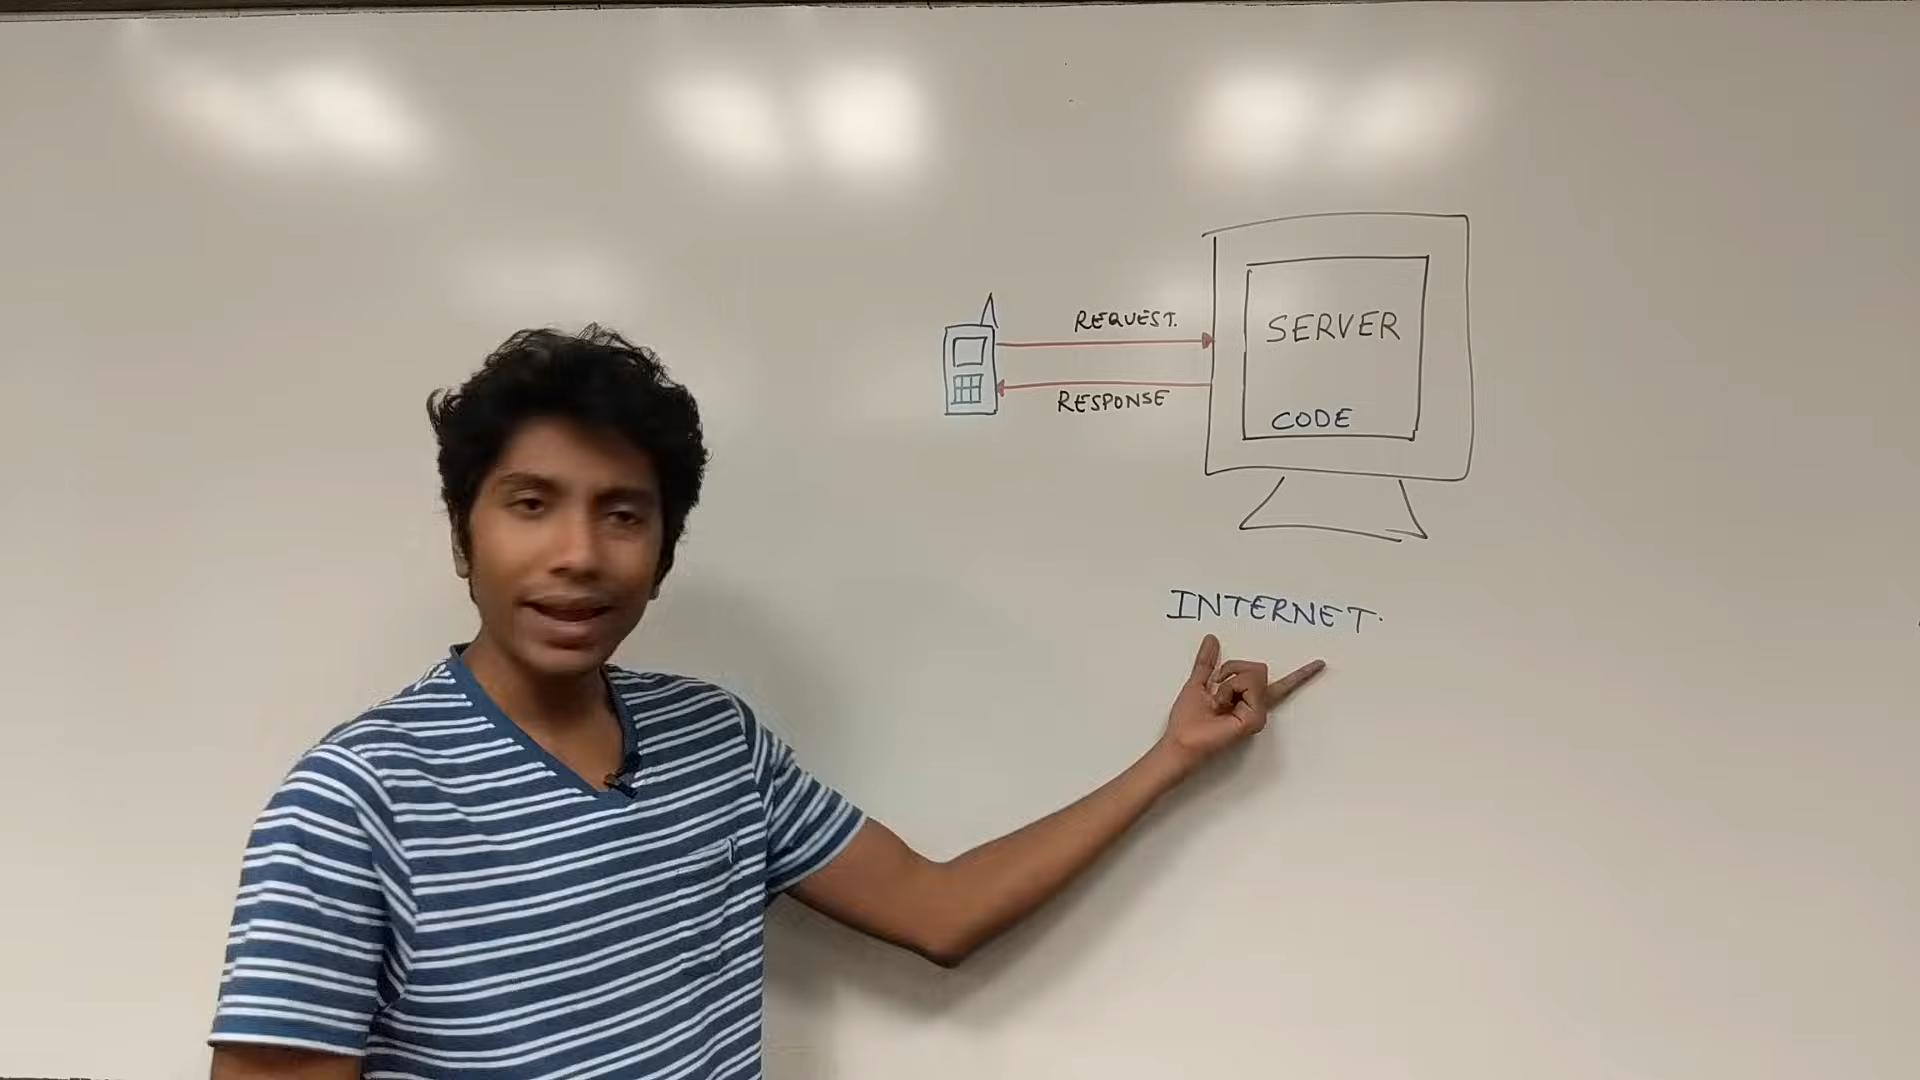 REQUEST.
SERVER
RESPONSE
CODE
INTERNET.